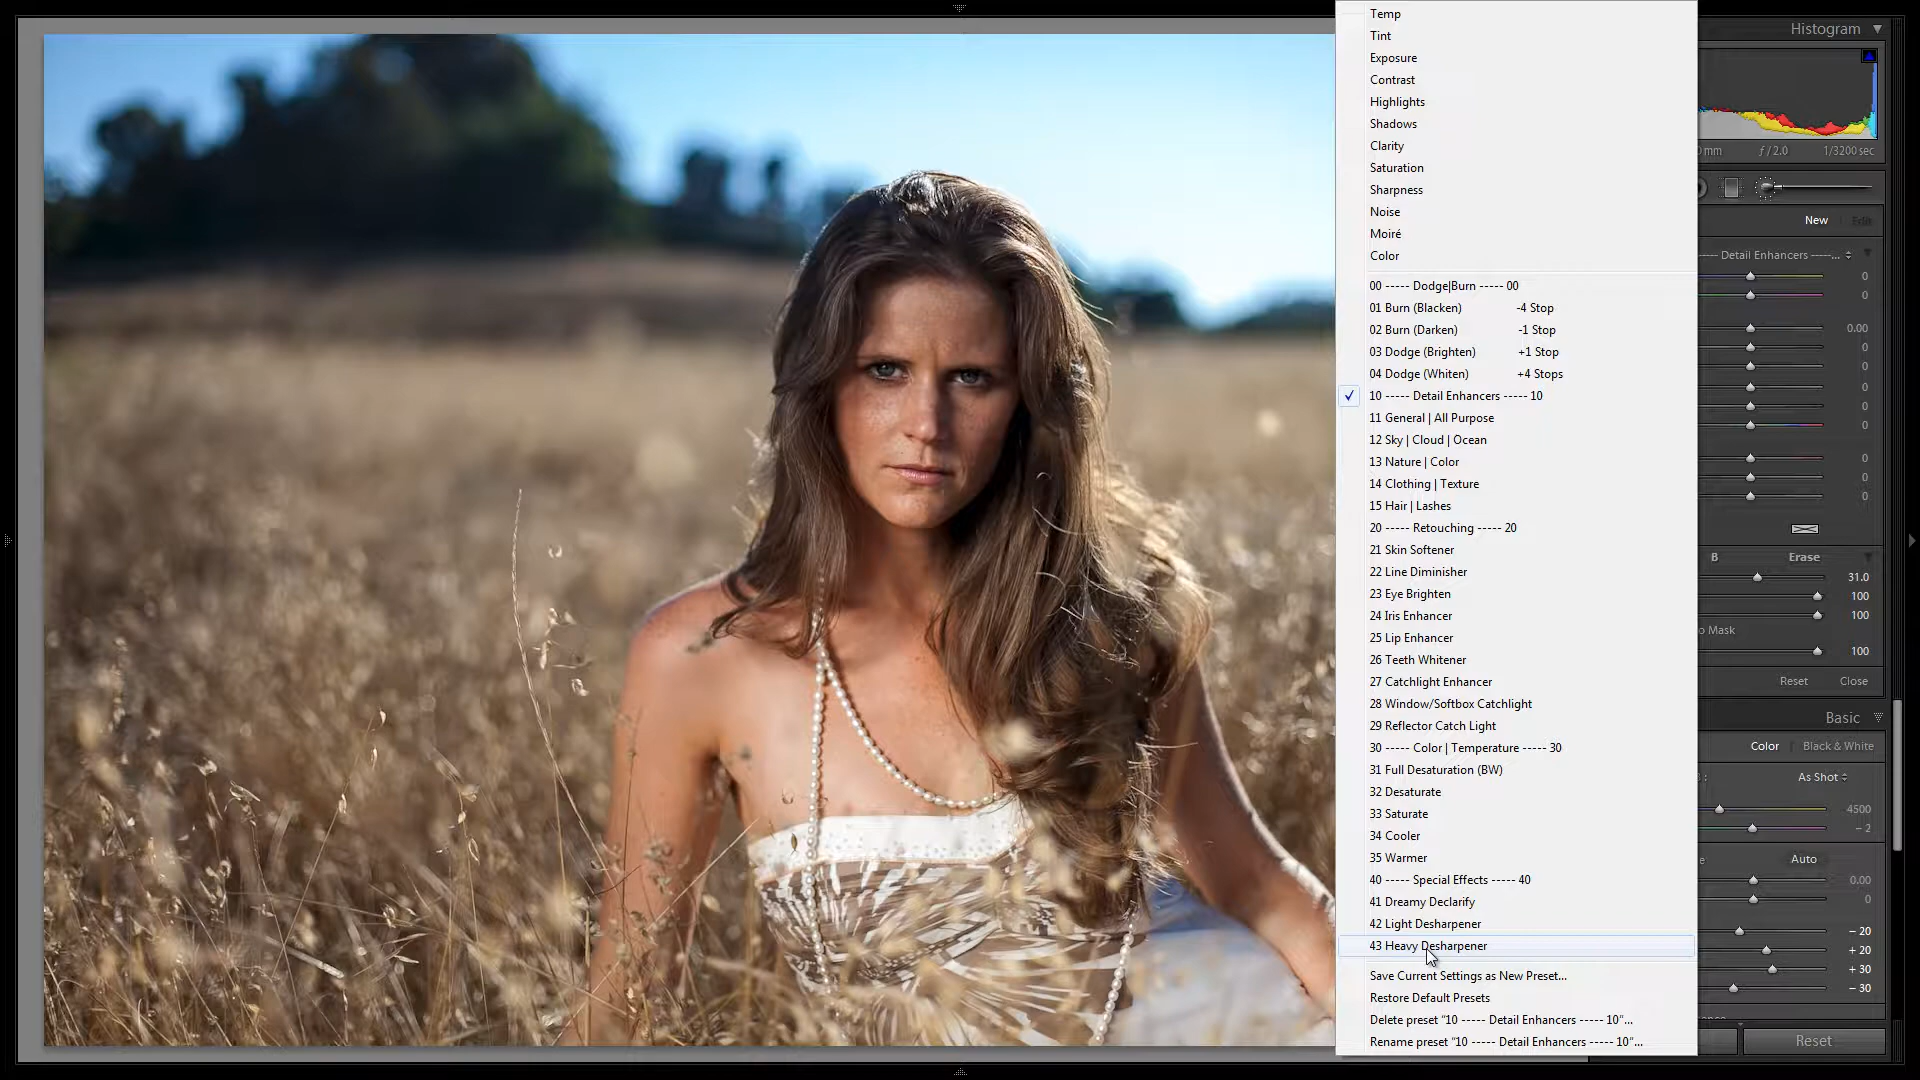 Temp
Tint
Exposure
Contrast
Highlights
Shadows
Clarity
Saturation
Sharpness
Noise
Moiré
Color
00 ----- Dodge|Burn ----- 00
01 Burn (Blacken) -4 Stop
02 Burn (Darken) -1 Stop
03 Dodge (Brighten) +1 Stop
04 Dodge (Whiten) +4 Stops
10 ----- Detail Enhancers ----- 10
11 General | All Purpose
12 Sky | Cloud | Ocean
13 Nature | Color
14 Clothing | Texture
15 Hair | Lashes
20 ----- Retouching ----- 20
21 Skin Softener
22 Line Diminisher
23 Eye Brighten
24 Iris Enhancer
25 Lip Enhancer
26 Teeth Whitener
27 Catchlight Enhancer
28 Window/Softbox Catchlight
29 Reflector Catch Light
30 ----- Color | Temperature ----- 30
31 Full Desaturation (BW)
32 Desaturate
33 Saturate
34 Cooler
35 Warmer
40 ----- Special Effects ----- 40
41 Dreamy Declarify
42 Light Desharpener
43 Heavy Desharpener
Save Current Settings as New Preset...
Restore Default Presets
Delete preset "10 ----- Detail Enhancers ----- 10"...
Rename preset "10 ----- Detail Enhancers ----- 10"...
Histogram
mm ƒ / 2.0 1/3200 sec
New Edit
---- Detail Enhancers -----...
0
0
0.00
0
0
0
0
0
0
0
0
B Erase
31.0
100
100
o Mask
100
Reset Close
Basic
Color Black & White
: As Shot
4500
– 2
e Auto
0.00
0
– 20
+ 20
+ 30
– 30
Reset